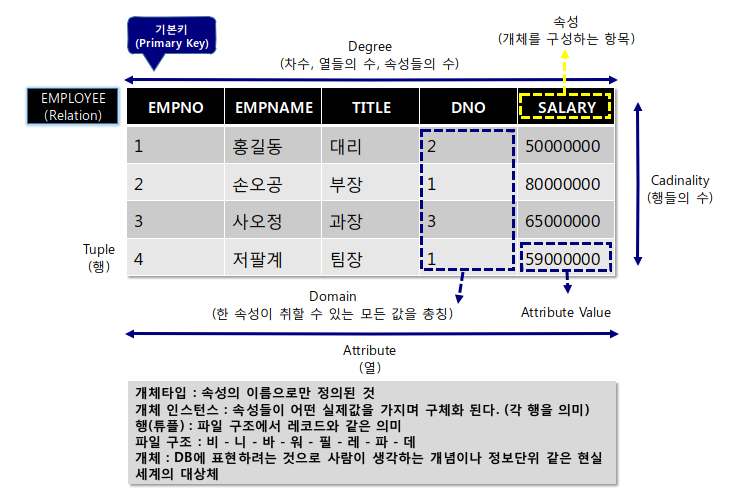 기본키
(Primary Key)
속성
(개체를 구성하는 항목)
Degree
(차수, 열들의 수, 속성들의 수)
EMPLOYEE
(Relation)
EMPNO EMPNAME TITLE DNO SALARY
1 홍길동 대리 2 50000000
2 손오공 부장 1 80000000
3 사오정 과장 3 65000000
4 저팔계 팀장 1 59000000
Cadinality
(행들의 수)
Tuple
(행)
Domain
(한 속성이 취할 수 있는 모든 값을 총칭)
Attribute Value
Attribute
(열)
개체타입 : 속성의 이름으로만 정의된 것
개체 인스턴스 : 속성들이 어떤 실제값을 가지며 구체화 된다. (각 행을 의미)
행(튜플) : 파일 구조에서 레코드와 같은 의미
파일 구조 : 비 - 니 - 바 - 워 - 필 - 레 - 파 - 데
개체 : DB에 표현하려는 것으로 사람이 생각하는 개념이나 정보단위 같은 현실
세계의 대상체